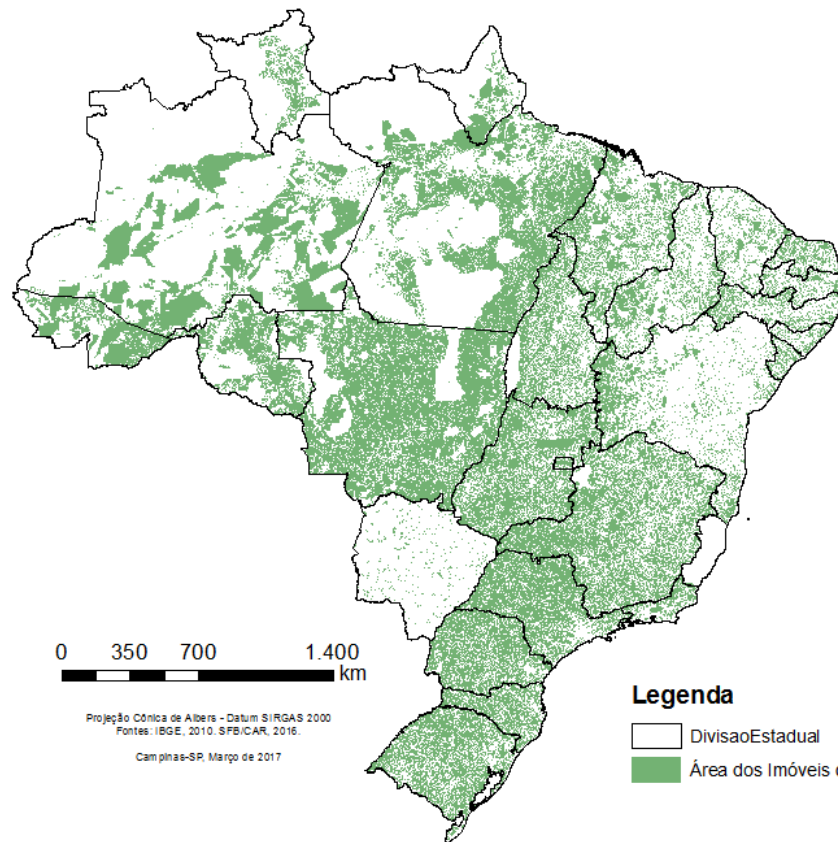 0 350 700 1.400
km
Projeção Cônica de Albers - Datum SIRGAS 2000
Fontes: IBGE, 2010. SFB/CAR, 2016.
Campinas-SP, Março de 2017
Legenda
DivisaoEstadual
Área dos Imóveis